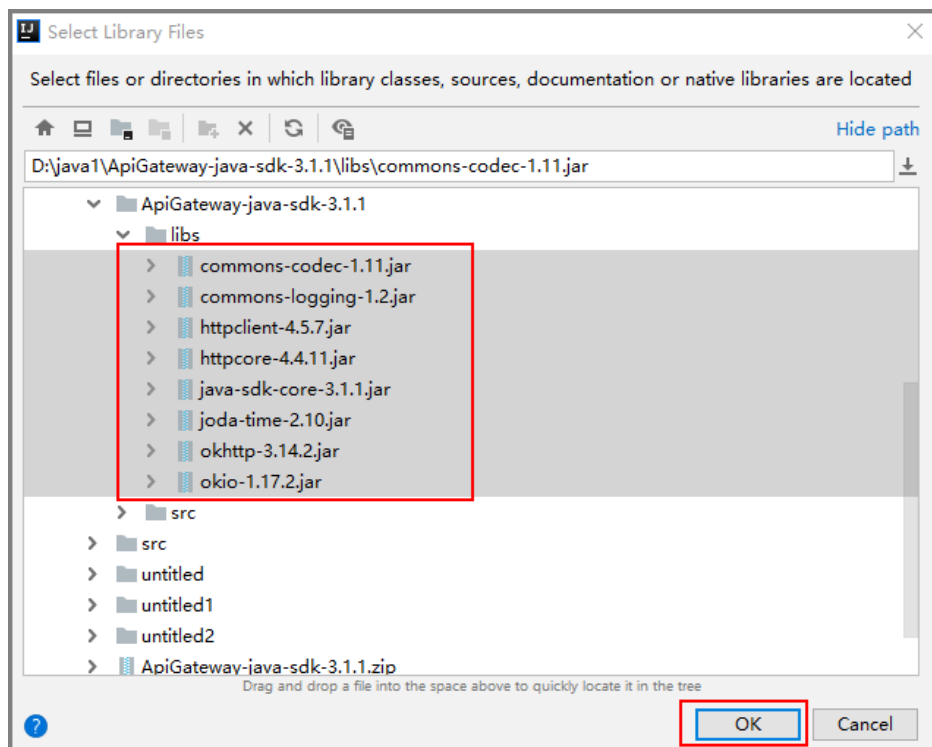 IJ
Select Library Files
Select files or directories in which library classes, sources, documentation or native libraries are located
Hide path
D:\java1\ApiGateway-java-sdk-3.1.1\libs\commons-codec-1.11.jar
ApiGateway-java-sdk-3.1.1
libs
commons-codec-1.11.jar
commons-logging-1.2.jar
httpclient-4.5.7.jar
httpcore-4.4.11.jar
java-sdk-core-3.1.1.jar
joda-time-2.10.jar
okhttp-3.14.2.jar
okio-1.17.2.jar
src
src
untitled
untitled1
untitled2
ApiGateway-java-sdk-3.1.1.zip
Drag and drop a file into the space above to quickly locate it in the tree
? OK Cancel